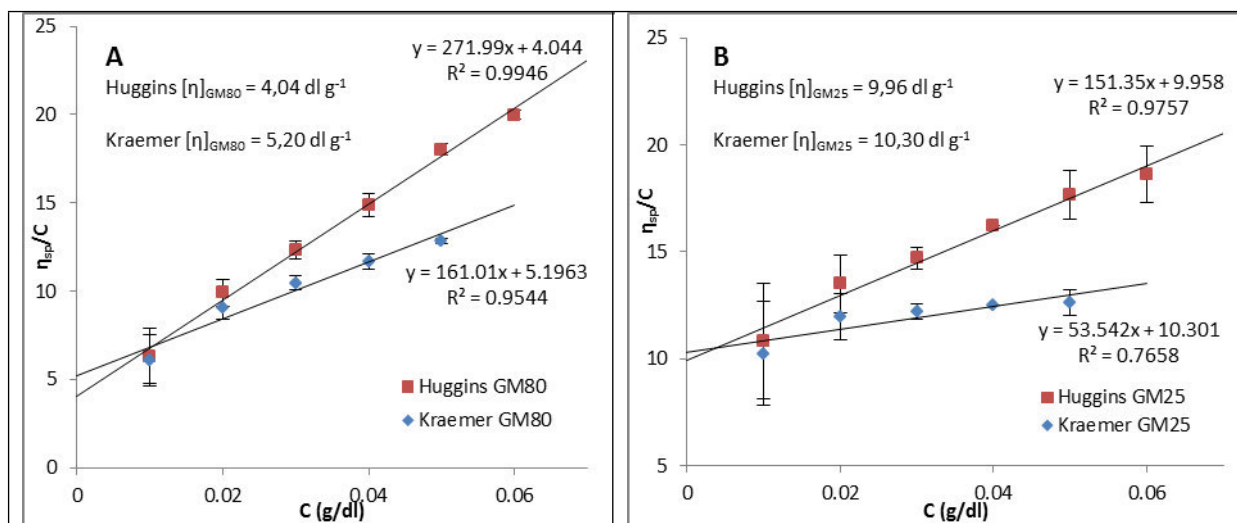 A
y = 271.99x + 4.044
R² = 0.9946
Huggins [η]GM80 = 4,04 dl g⁻¹
Kraemer [η]GM80 = 5,20 dl g⁻¹
y = 161.01x + 5.1963
R² = 0.9544
Huggins GM80
Kraemer GM80
25
20
15
10
5
0
ηsp/C
0
0.02
0.04
0.06
C (g/dl)
B
y = 151.35x + 9.958
R² = 0.9757
Huggins [η]GM25 = 9,96 dl g⁻¹
Kraemer [η]GM25 = 10,30 dl g⁻¹
y = 53.542x + 10.301
R² = 0.7658
Huggins GM25
Kraemer GM25
25
20
15
10
5
ηsp/C
0
0.02
0.04
0.06
C (g/dl)